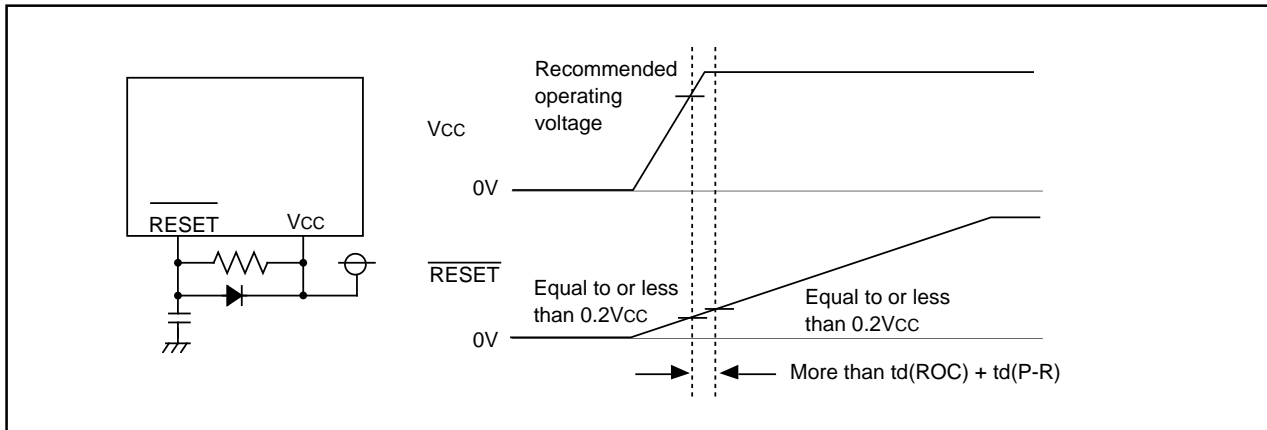 RESET
VCC
Recommended
operating
voltage
VCC
0V
RESET
Equal to or less
than 0.2VCC
Equal to or less
than 0.2VCC
0V
More than td(ROC) + td(P-R)